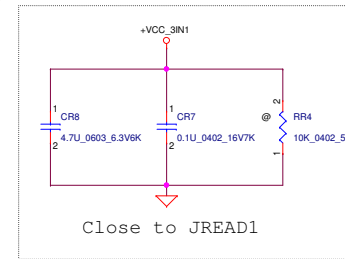 +VCC_3IN1
1
CR8
4.7U_0603_6.3V6K
2
1
CR7
0.1U_0402_16V7K
2
2
@
RR4
10K_0402_5
1
Close to JREAD1